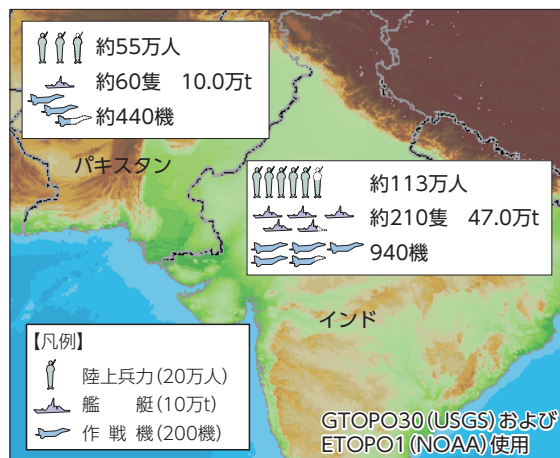 約55万人
約60隻 10.0万t
約440機
パキスタン
約113万人
約210隻 47.0万t
940機
インド
【凡例】
陸上兵力(20万人)
艦 艇(10万t)
作 戦 機(200機)
GTOPO30(USGS)および
ETOPO1(NOAA)使用